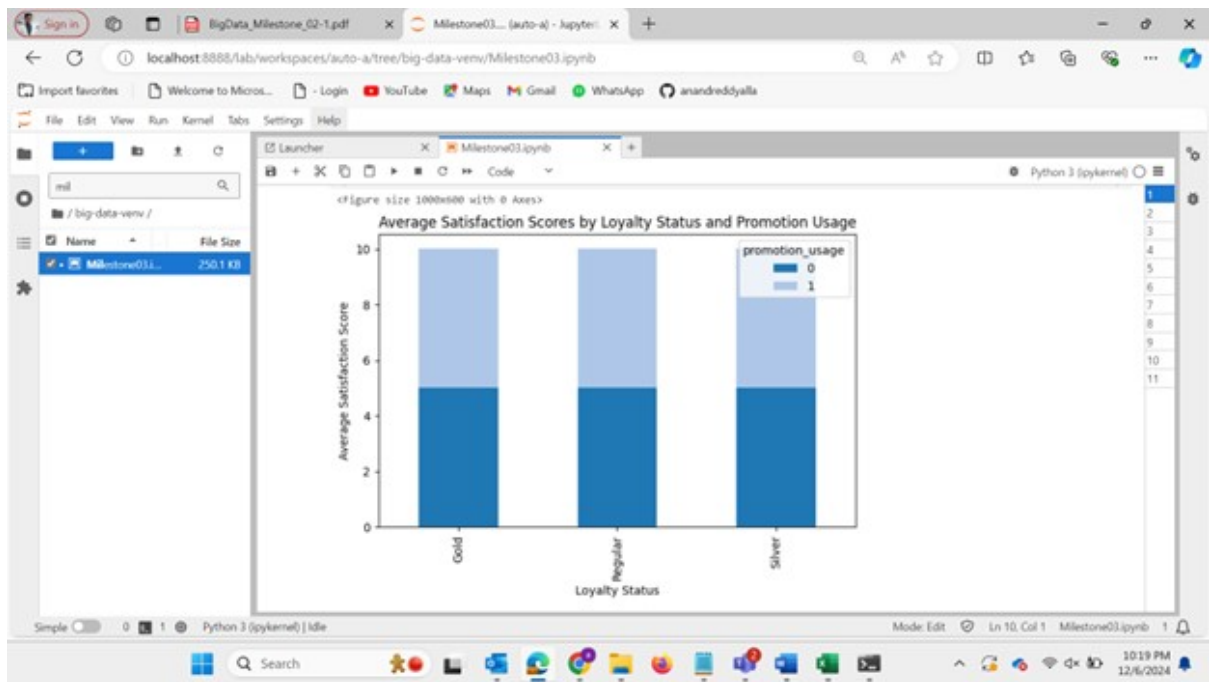 Sign in
BigData_Milestone_02-1.pdf
Milestone03.... (auto-a) - Jupyter
localhost:8888/lab/workspaces/auto-a/tree/big-data-venv/Milestone03.ipynb
Import favorites
Welcome to Micros...
- Login
YouTube
Maps
Gmail
WhatsApp
anandreddyalla
File Edit View Run Kernel Tabs Settings Help
Launcher
Milestone03.ipynb
Code
Python 3 (ipykernel)
mil
/ big-data-venv /
Name
File Size
Milestone03.i...
250.1 KB
<Figure size 1000x600 with 0 Axes>
Average Satisfaction Scores by Loyalty Status and Promotion Usage
promotion_usage
0
1
10
8
6
4
2
0
Average Satisfaction Score
Gold
Regular
Silver
Loyalty Status
1
2
3
4
5
6
7
8
9
10
11
Simple
0
1
Python 3 (ipykernel) | Idle
Mode: Edit
Ln 10, Col 1
Milestone03.ipynb
1
Search
10:19 PM
12/6/2024